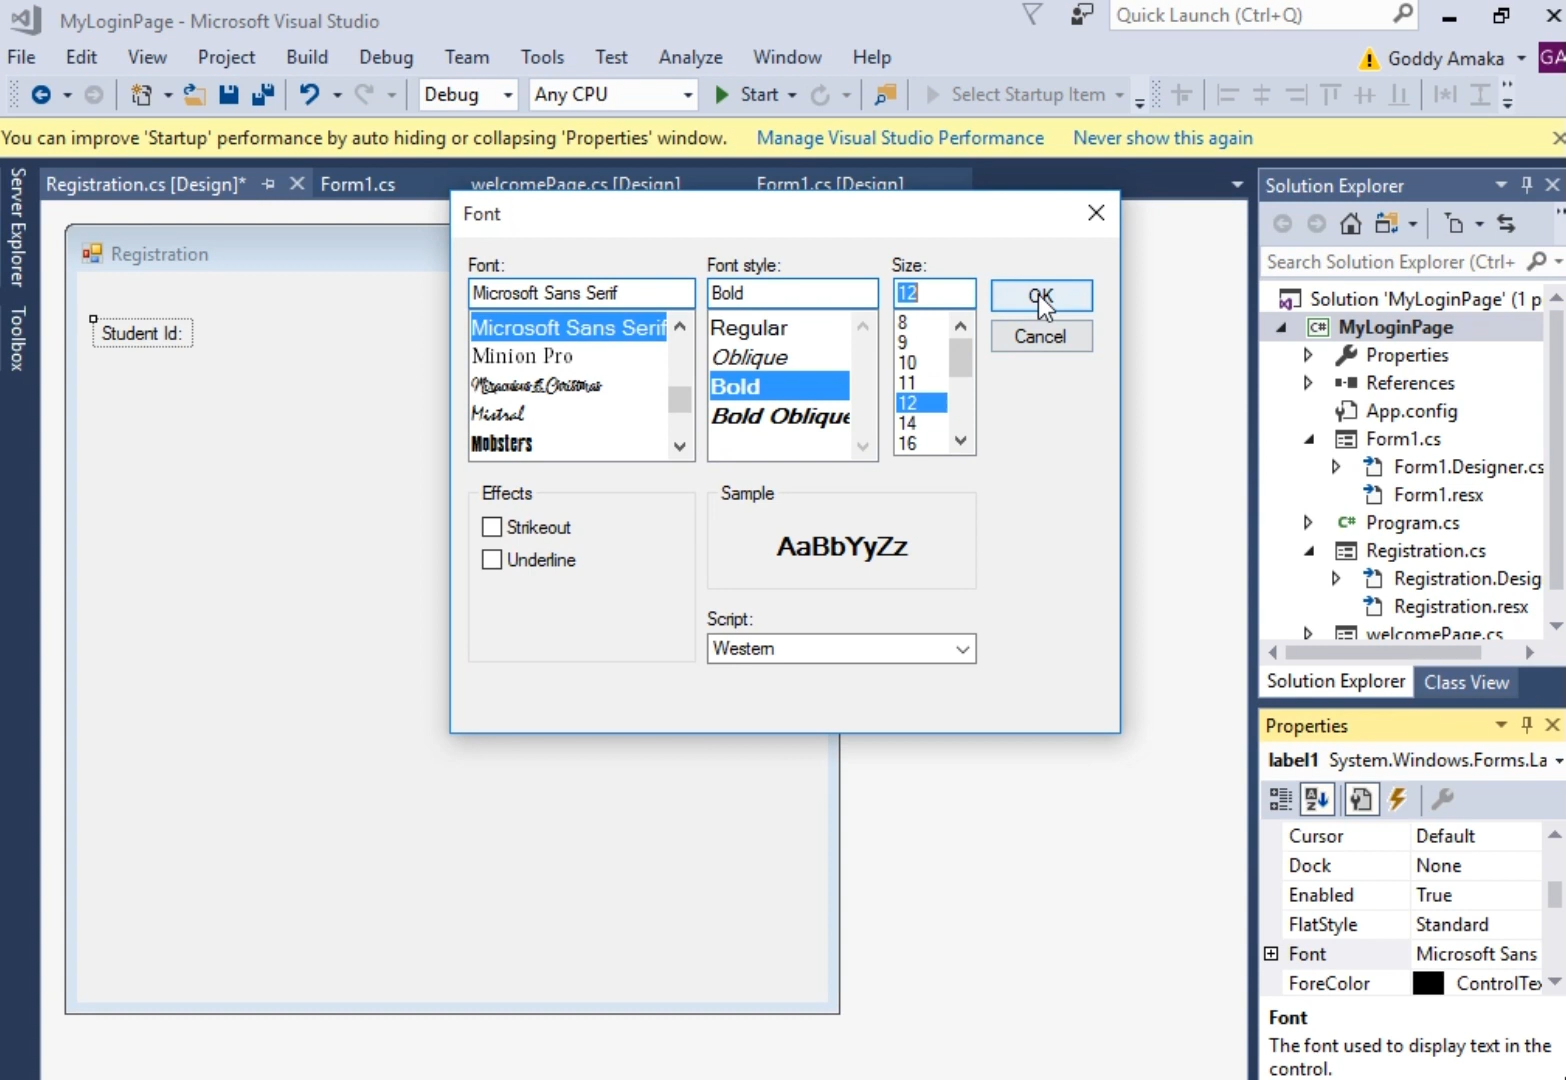 MyLoginPage - Microsoft Visual Studio
Quick Launch (Ctrl+Q)
File Edit View Project Build Debug Team Tools Test Analyze Window Help
Goddy Amaka
GA
Debug Any CPU Start Select Startup Item
You can improve 'Startup' performance by auto hiding or collapsing 'Properties' window. Manage Visual Studio Performance Never show this again
Server Explorer
Toolbox
Registration.cs [Design]* Form1.cs welcomePage.cs [Design] Form1.cs [Design]
Registration
Student Id:
Font
Font:
Microsoft Sans Serif
Microsoft Sans Serif
Minion Pro
Miraculous & Christmas
Mistral
Mobsters
Font style:
Bold
Regular
Oblique
Bold
Bold Oblique
Size:
12
8
9
10
11
12
14
16
OK
Cancel
Effects
Strikeout
Underline
Sample
AaBbYyZz
Script:
Western
Solution Explorer
Search Solution Explorer (Ctrl+
Solution 'MyLoginPage' (1 p
C# MyLoginPage
Properties
References
App.config
Form1.cs
Form1.Designer.cs
Form1.resx
C# Program.cs
Registration.cs
Registration.Desig
Registration.resx
welcomePage.cs
Solution Explorer Class View
Properties
label1 System.Windows.Forms.La
Cursor Default
Dock None
Enabled True
FlatStyle Standard
Font Microsoft Sans
ForeColor ControlTex
Font
The font used to display text in the
control.